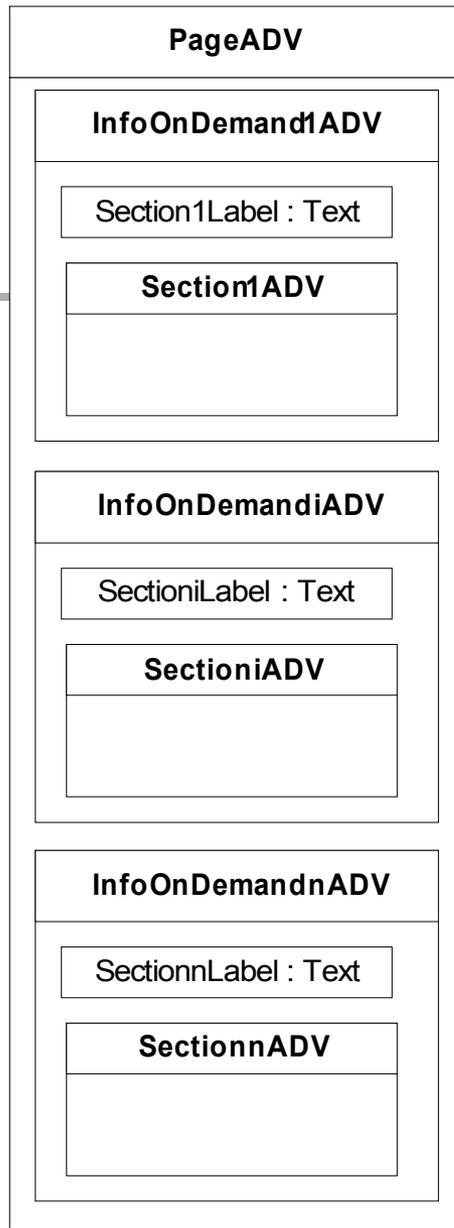 PageADV
InfoOnDemand1ADV
Section1Label : Text
Section1ADV
InfoOnDemandiADV
SectioniLabel : Text
SectioniADV
InfoOnDemandnADV
SectionnLabel : Text
SectionnADV